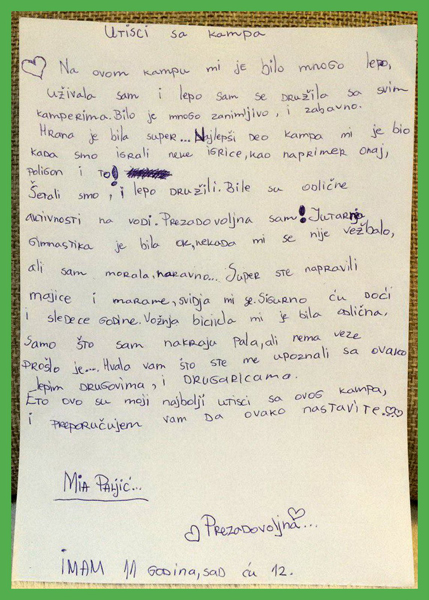 Utisci sa kampa
Na ovom kampu mi je bilo mnogo lepo,
Uživala sam i lepo sam se družila sa svim
kamperima. Bilo je mnogo zanimljivo, i zabavno.
Hrana je bila super... Najlepši deo kampa mi je bio
kada smo igrali neke igrice, kao naprimer onaj,
poligon i to!
Šetali smo, i lepo družili. Bile su odlične
aktivnosti na vodi. Prezadovoljna sam! Jutarnja
gimnastika je bila ok, nekada mi se nije vežbalo,
ali sam morala, naravno... Super ste napravili
majice i marame, svidja mi se. Sigurno ću doći
i sledece godine. Vožnja bicikla mi je bila odlična,
samo što sam nakraju pala, ali nema veze
prošlo je.... Hvala vam što ste me upoznali sa ovako
lepim drugovima, i drugaricama.
Eto ovo su moji najbolji utisci sa ovog kampa,
i preporučujem vam da ovako nastavite.
Mia Paljić...
Prezadovoljna...
imam 11 godina, sad ću 12.